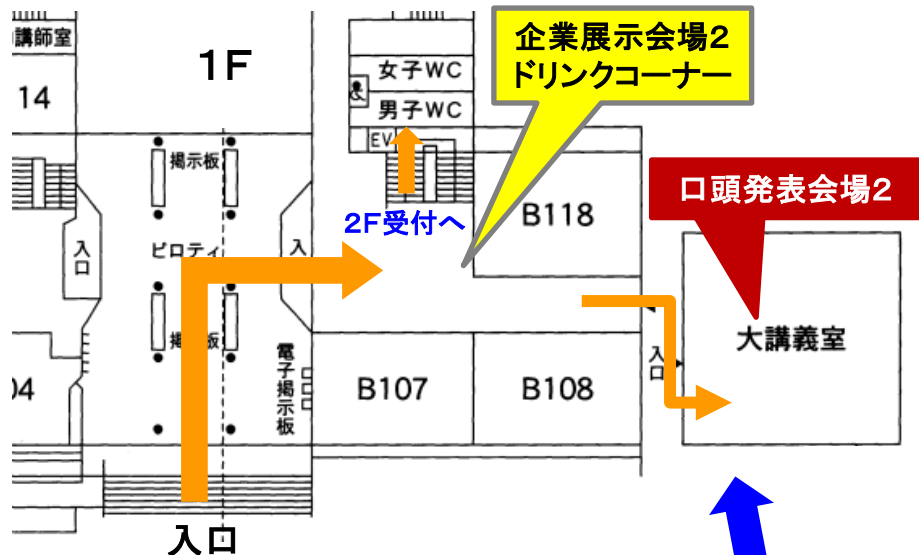 講師室
14
1F
女子WC
男子WC
EV
企業展示会場2
ドリンクコーナー
掲示板
2F受付へ
B118
口頭発表会場2
入口
ピロティ
入
掲示板
電子掲示板
04
B107
B108
入口
大講義室
入口